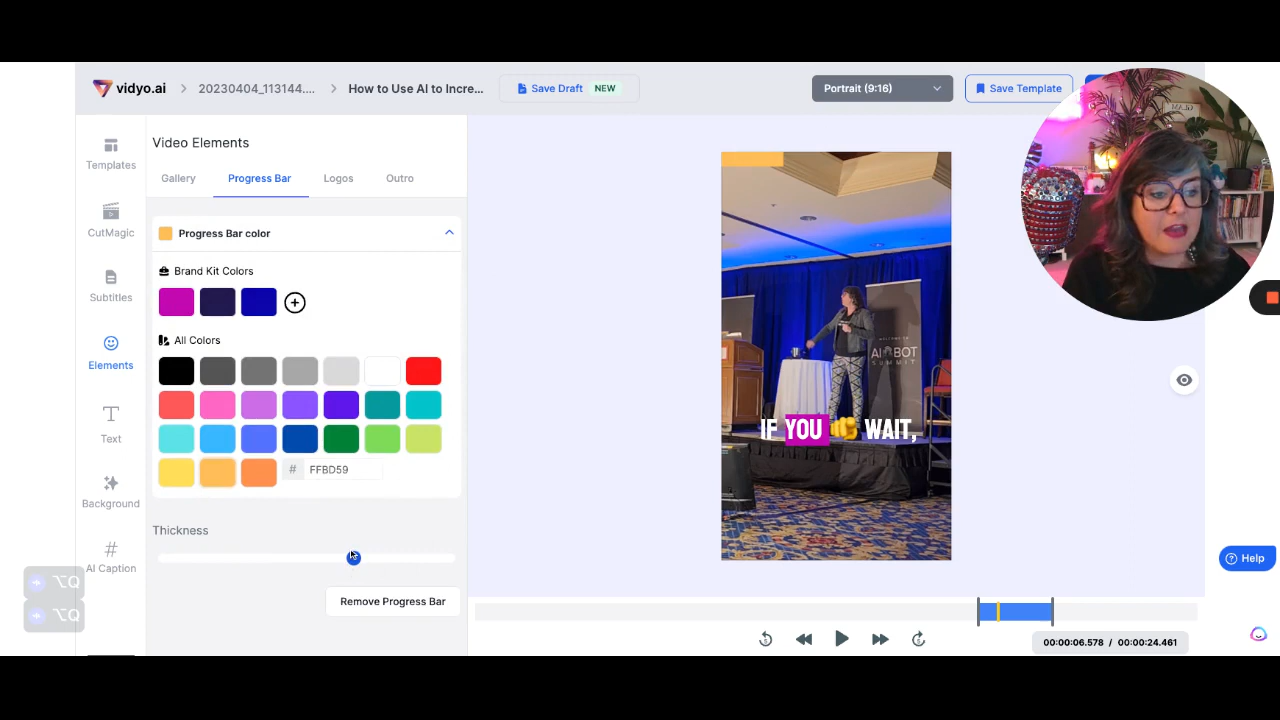 vidyo.ai > 20230404_113144.... > How to Use AI to Incre... Save Draft NEW Portrait (9:16) Save Template
Video Elements
Gallery Progress Bar Logos Outro
Templates
CutMagic
Subtitles
Elements
Text
Background
# AI Caption
Progress Bar color
Brand Kit Colors
All Colors
# FFBD59
Thickness
Remove Progress Bar
⌥Q
⌥Q
AI BOT
SUMMIT
IF YOU WAIT,
Help
00:00:06.578 / 00:00:24.461